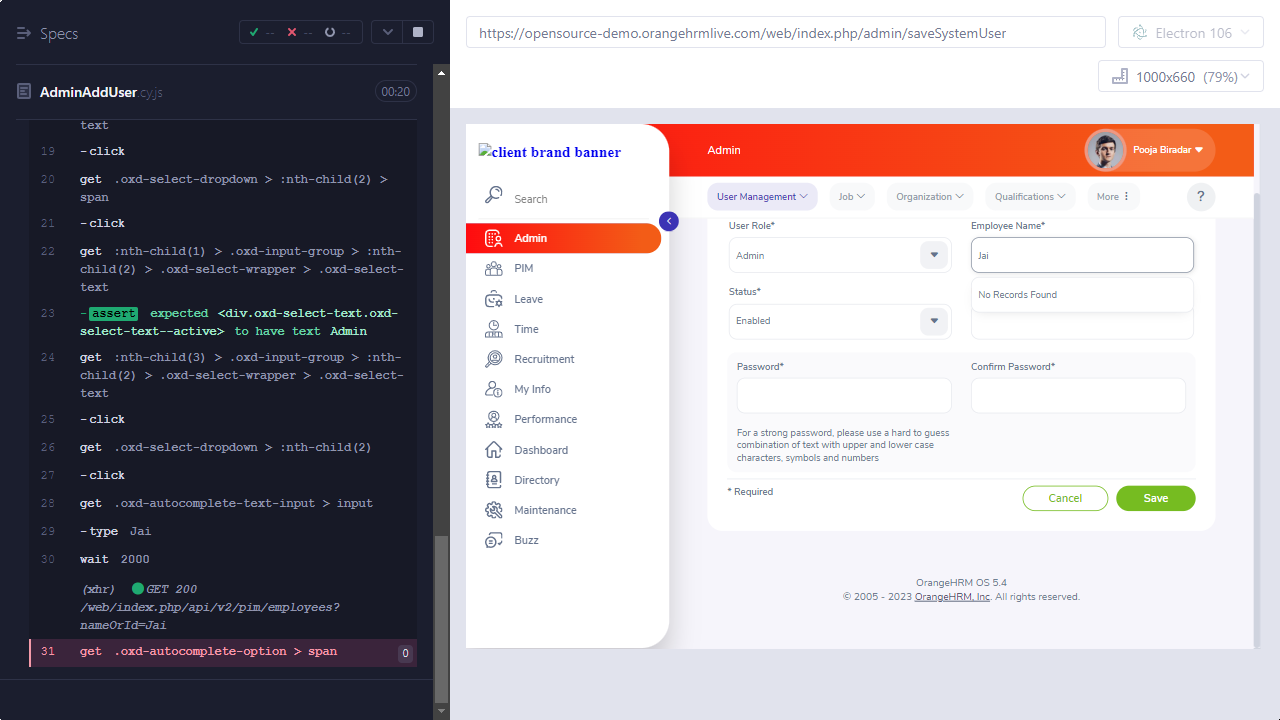 Specs
-- -- --
AdminAddUser.cy.js
00:20
text
19 -click
20 get .oxd-select-dropdown > :nth-child(2) >
span
21 -click
22 get :nth-child(1) > .oxd-input-group > :nth-
child(2) > .oxd-select-wrapper > .oxd-select-
text
23 -assert expected <div.oxd-select-text.oxd-
select-text--active> to have text Admin
24 get :nth-child(3) > .oxd-input-group > :nth-
child(2) > .oxd-select-wrapper > .oxd-select-
text
25 -click
26 get .oxd-select-dropdown > :nth-child(2)
27 -click
28 get .oxd-autocomplete-text-input > input
29 -type Jai
30 wait 2000
(xhr) GET 200
/web/index.php/api/v2/pim/employees?
nameOrId=Jai
31 get .oxd-autocomplete-option > span 0
https://opensource-demo.orangehrmlive.com/web/index.php/admin/saveSystemUser
Electron 106
1000x660 (79%)
client brand banner
Search
Admin
PIM
Leave
Time
Recruitment
My Info
Performance
Dashboard
Directory
Maintenance
Buzz
Admin
Pooja Biradar
User Management
Job
Organization
Qualifications
More
?
User Role*
Employee Name*
Admin
Jai
No Records Found
Status*
Enabled
Password*
Confirm Password*
For a strong password, please use a hard to guess
combination of text with upper and lower case
characters, symbols and numbers
* Required
Cancel
Save
OrangeHRM OS 5.4
© 2005 - 2023 OrangeHRM, Inc. All rights reserved.